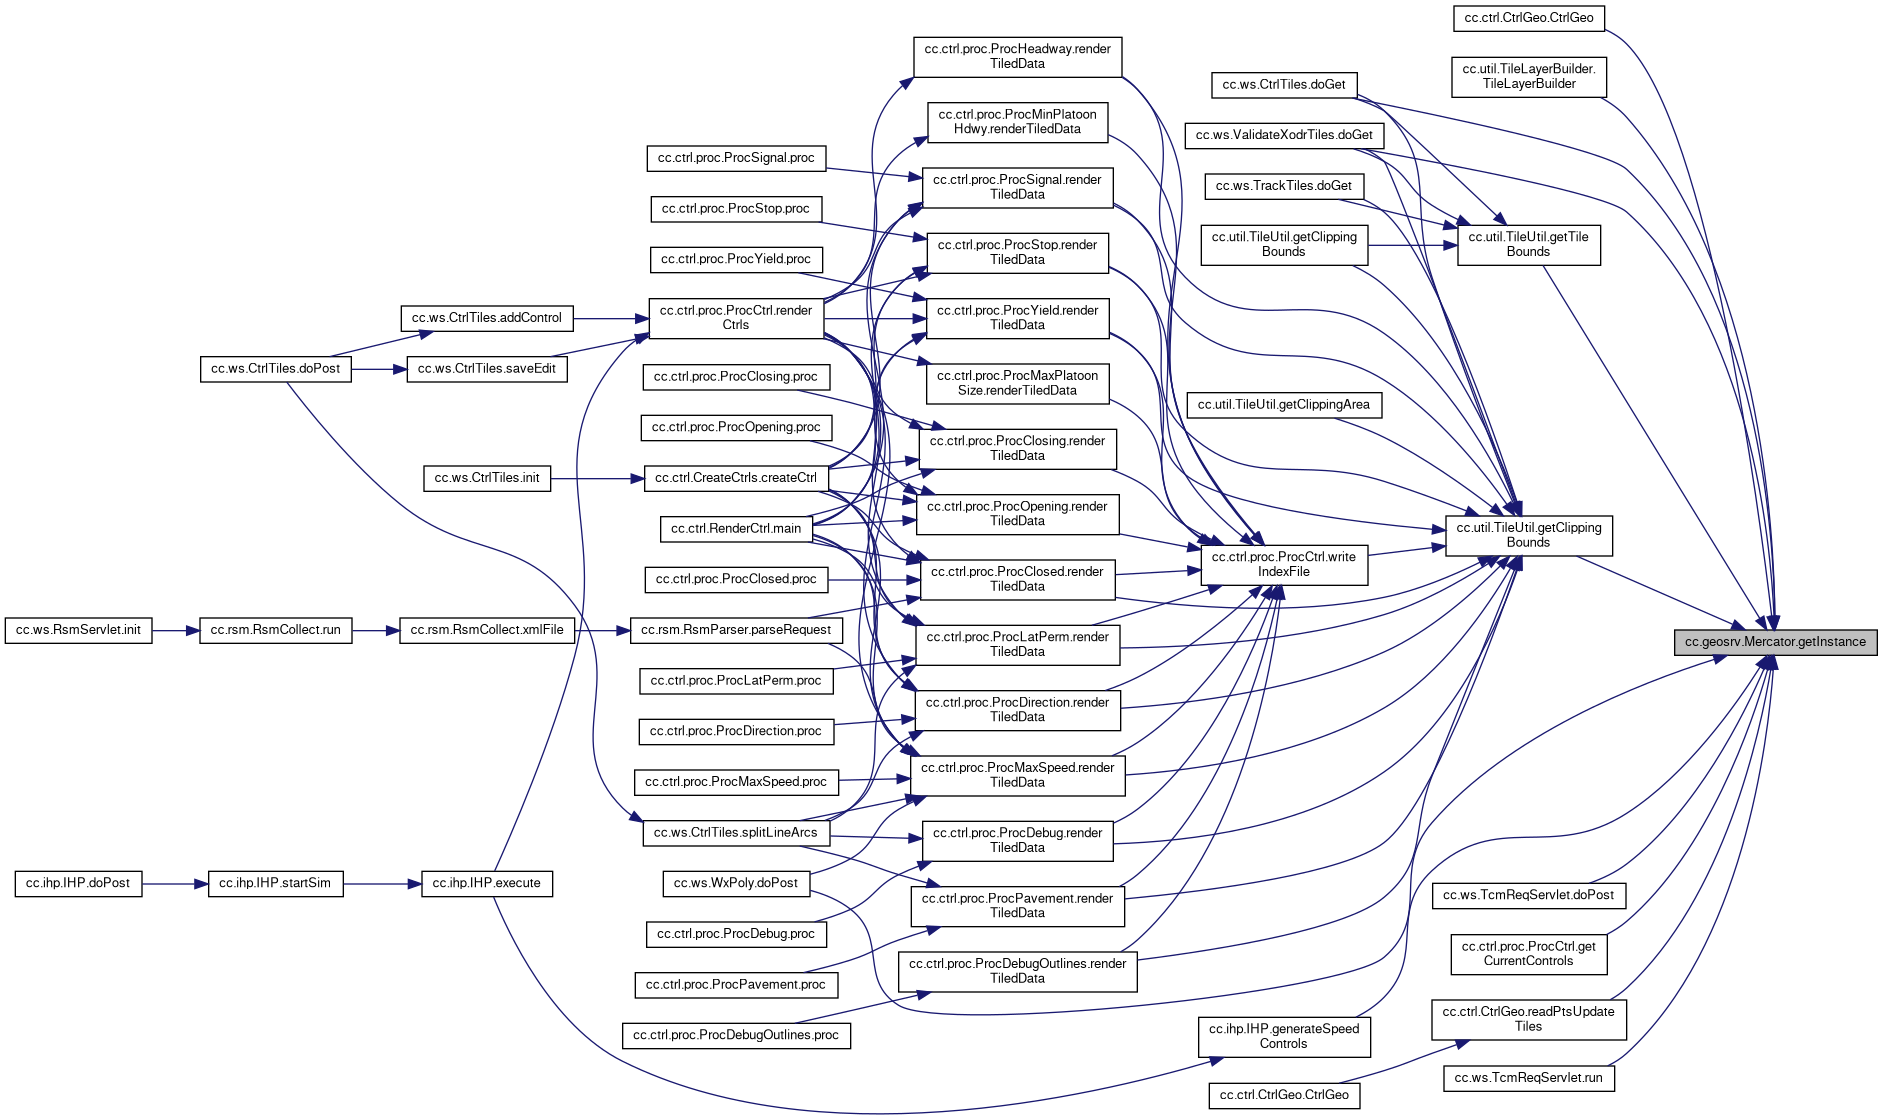 cc.ws.RsmServlet.init
cc.ihp.IHP.doPost
cc.ws.CtrlTiles.doPost
cc.rsm.RsmCollect.run
cc.ihp.IHP.startSim
cc.ws.CtrlTiles.addControl
cc.ws.CtrlTiles.saveEdit
cc.ws.CtrlTiles.init
cc.rsm.RsmCollect.xmlFile
cc.ihp.IHP.execute
cc.ctrl.proc.ProcSignal.proc
cc.ctrl.proc.ProcStop.proc
cc.ctrl.proc.ProcYield.proc
cc.ctrl.proc.ProcCtrl.render
Ctrls
cc.ctrl.proc.ProcClosing.proc
cc.ctrl.proc.ProcOpening.proc
cc.ctrl.CreateCtrls.createCtrl
cc.ctrl.RenderCtrl.main
cc.ctrl.proc.ProcClosed.proc
cc.rsm.RsmParser.parseRequest
cc.ctrl.proc.ProcLatPerm.proc
cc.ctrl.proc.ProcDirection.proc
cc.ctrl.proc.ProcMaxSpeed.proc
cc.ws.CtrlTiles.splitLineArcs
cc.ws.WxPoly.doPost
cc.ctrl.proc.ProcDebug.proc
cc.ctrl.proc.ProcPavement.proc
cc.ctrl.proc.ProcDebugOutlines.proc
cc.ctrl.proc.ProcHeadway.render
TiledData
cc.ctrl.proc.ProcMinPlatoon
Hdwy.renderTiledData
cc.ctrl.proc.ProcSignal.render
TiledData
cc.ctrl.proc.ProcStop.render
TiledData
cc.ctrl.proc.ProcYield.render
TiledData
cc.ctrl.proc.ProcMaxPlatoon
Size.renderTiledData
cc.ctrl.proc.ProcClosing.render
TiledData
cc.ctrl.proc.ProcOpening.render
TiledData
cc.ctrl.proc.ProcClosed.render
TiledData
cc.ctrl.proc.ProcLatPerm.render
TiledData
cc.ctrl.proc.ProcDirection.render
TiledData
cc.ctrl.proc.ProcMaxSpeed.render
TiledData
cc.ctrl.proc.ProcDebug.render
TiledData
cc.ctrl.proc.ProcPavement.render
TiledData
cc.ctrl.proc.ProcDebugOutlines.render
TiledData
cc.ws.CtrlTiles.doGet
cc.ws.ValidateXodrTiles.doGet
cc.ws.TrackTiles.doGet
cc.util.TileUtil.getClipping
Bounds
cc.util.TileUtil.getClippingArea
cc.ctrl.proc.ProcCtrl.write
IndexFile
cc.ihp.IHP.generateSpeed
Controls
cc.ctrl.CtrlGeo.CtrlGeo
cc.ctrl.CtrlGeo.CtrlGeo
cc.util.TileLayerBuilder.
TileLayerBuilder
cc.util.TileUtil.getTile
Bounds
cc.util.TileUtil.getClipping
Bounds
cc.ws.TcmReqServlet.doPost
cc.ctrl.proc.ProcCtrl.get
CurrentControls
cc.ctrl.CtrlGeo.readPtsUpdate
Tiles
cc.ws.TcmReqServlet.run
cc.geosrv.Mercator.getInstance